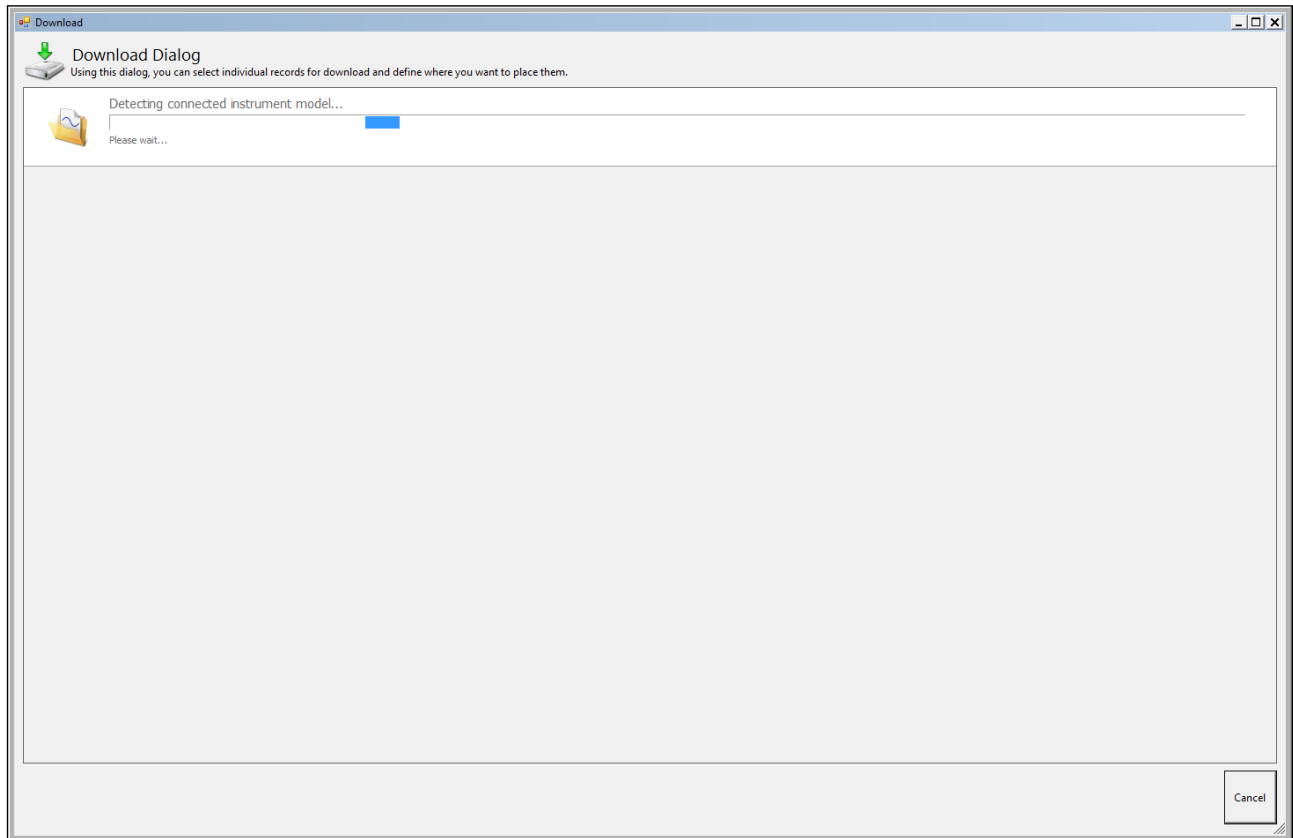 Download
Download Dialog
Using this dialog, you can select individual records for download and define where you want to place them.
Detecting connected instrument model...
Please wait...
Cancel